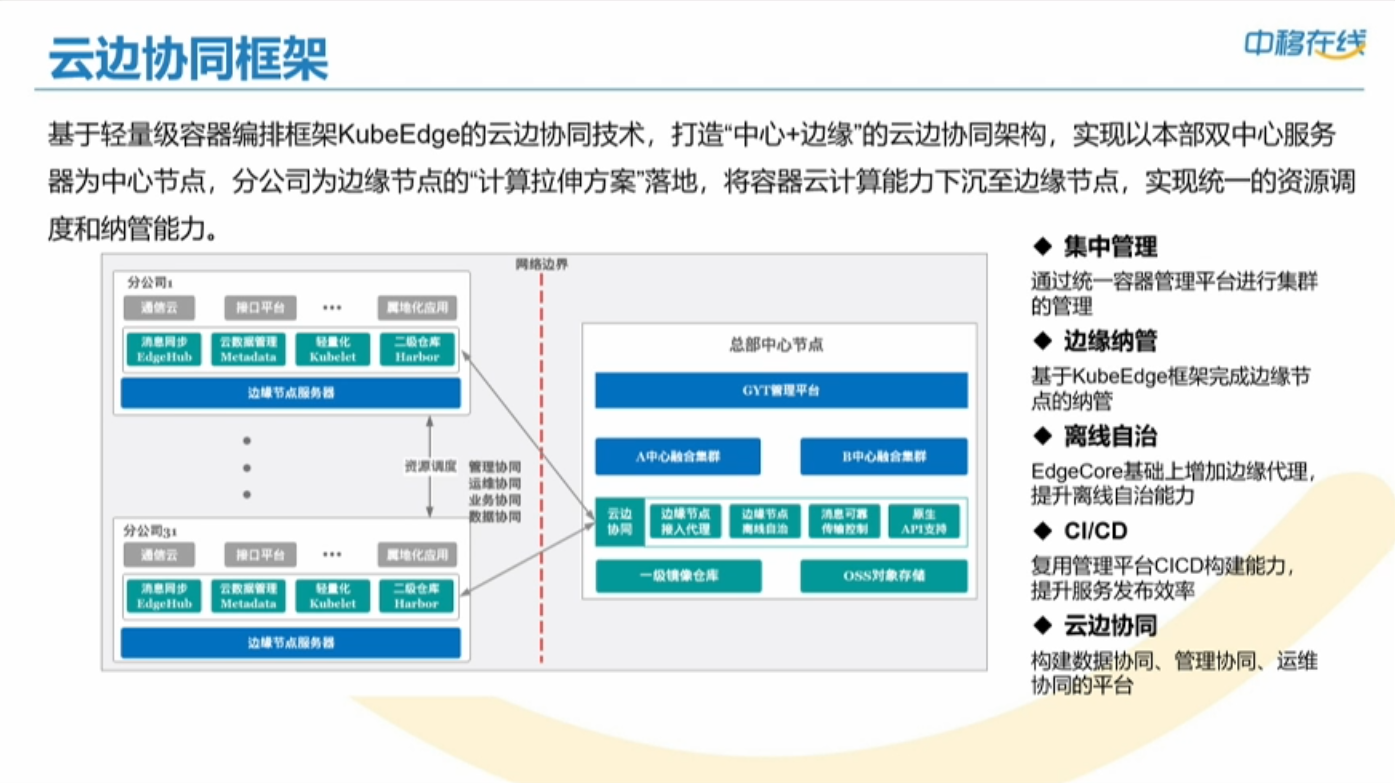 云边协同框架
中移在线
基于轻量级容器编排框架KubeEdge的云边协同技术，打造“中心+边缘”的云边协同架构，实现以本部双中心服务
器为中心节点，分公司为边缘节点的“计算拉伸方案”落地，将容器云计算能力下沉至边缘节点，实现统一的资源调
度和纳管能力。
网络边界
分公司1
通信云
接口平台
•••
属地化应用
消息同步
EdgeHub
云数据管理
Metadata
轻量化
Kubelet
二级仓库
Harbor
边缘节点服务器
资源调度
管理协同
运维协同
业务协同
数据协同
分公司31
通信云
接口平台
•••
属地化应用
消息同步
EdgeHub
云数据管理
Metadata
轻量化
Kubelet
二级仓库
Harbor
边缘节点服务器
总部中心节点
GYT管理平台
A中心融合集群
B中心融合集群
云边
协同
边缘节点
接入代理
边缘节点
离线自治
消息可靠
传输控制
原生
API支持
一级镜像仓库
OSS对象存储
◆ 集中管理
通过统一容器管理平台进行集群
的管理
◆ 边缘纳管
基于KubeEdge框架完成边缘节
点的纳管
◆ 离线自治
EdgeCore基础上增加边缘代理，
提升离线自治能力
◆ CI/CD
复用管理平台CICD构建能力，
提升服务发布效率
◆ 云边协同
构建数据协同、管理协同、运维
协同的平台